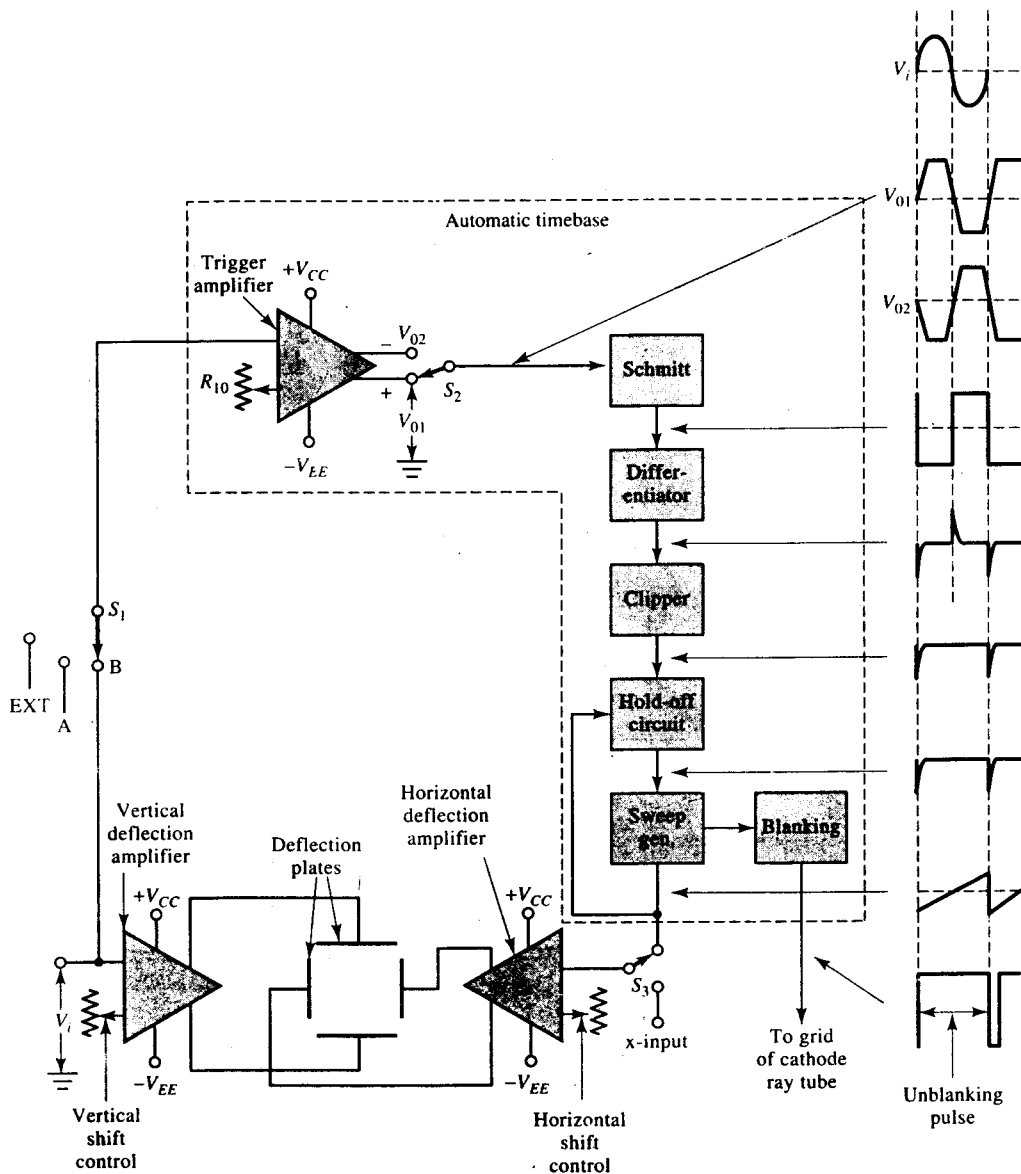 V_i
V_01
Automatic timebase
Trigger
amplifier
+V_CC
V_02
−
V_02
R_10
S_2
+
V_01
−V_EE
Schmitt
Differ-
entiator
Clipper
S_1
B
EXT
A
Hold-off
circuit
Vertical
deflection
amplifier
Horizontal
deflection
amplifier
Deflection
plates
Sweep
gen.
Blanking
+V_CC
+V_CC
S_3
V_i
x-input
−V_EE
−V_EE
To grid
of cathode
ray tube
Unblanking
pulse
Vertical
shift
control
Horizontal
shift
control